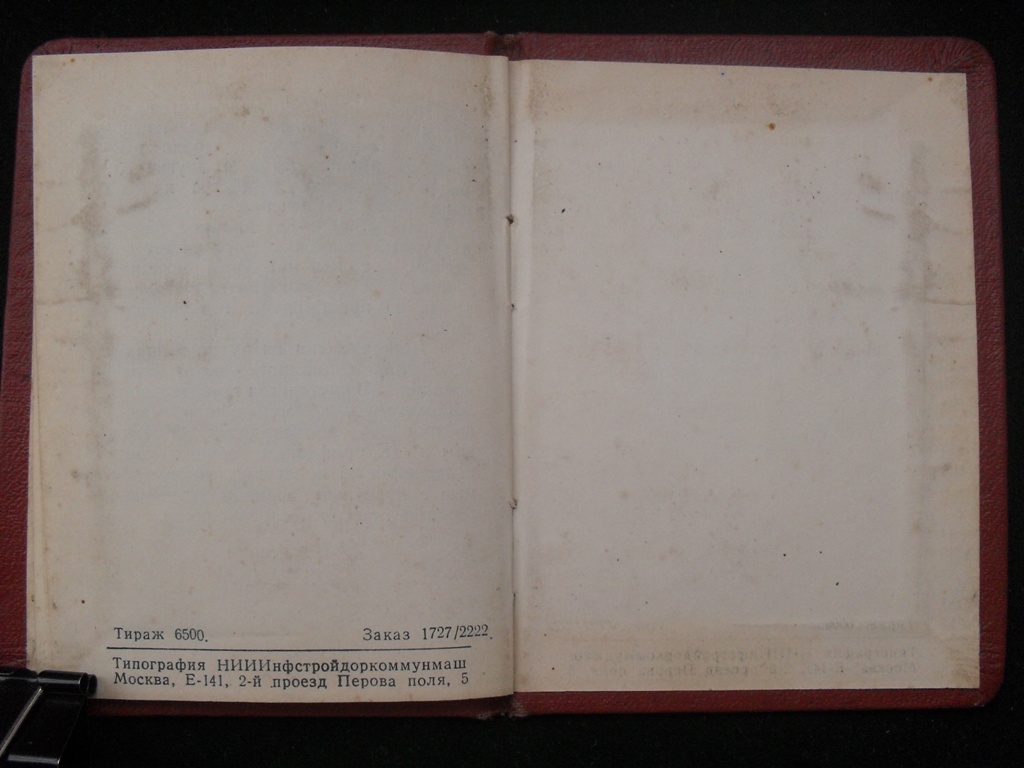 Тираж 6500. Заказ 1727/2222.
Типография НИИИнфстройдоркоммунмаш
Москва, Е-141, 2-й проезд Перова поля, 5